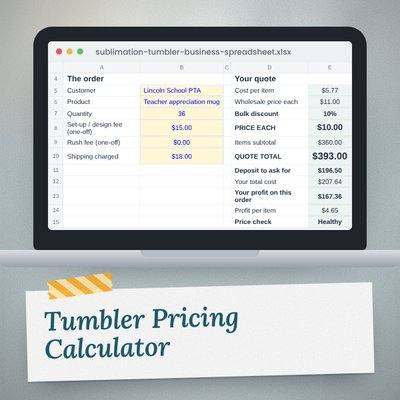 sublimation-tumbler-business-spreadsheet.xlsx
A B C D E
4 The order Your quote
5 Customer Lincoln School PTA Cost per item $5.77
6 Product Teacher appreciation mug Wholesale price each $11.00
7 Quantity 36 Bulk discount 10%
8 Set-up / design fee (one-off) $15.00 PRICE EACH $10.00
9 Rush fee (one-off) $0.00 Items subtotal $360.00
10 Shipping charged $18.00 QUOTE TOTAL $393.00
11 Deposit to ask for $196.50
12 Your total cost $207.64
13 Your profit on this order $167.36
14 Profit per item $4.65
15 Price check Healthy
Tumbler Pricing
Calculator